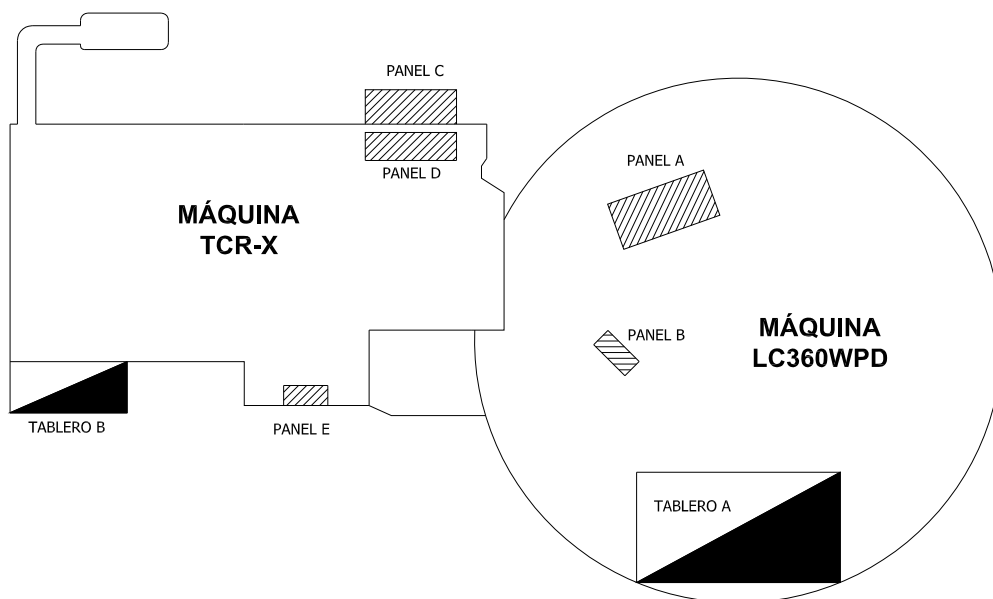 PANEL C
PANEL D
MÁQUINA
TCR-X
TABLERO B
PANEL E
PANEL A
PANEL B
MÁQUINA
LC360WPD
TABLERO A